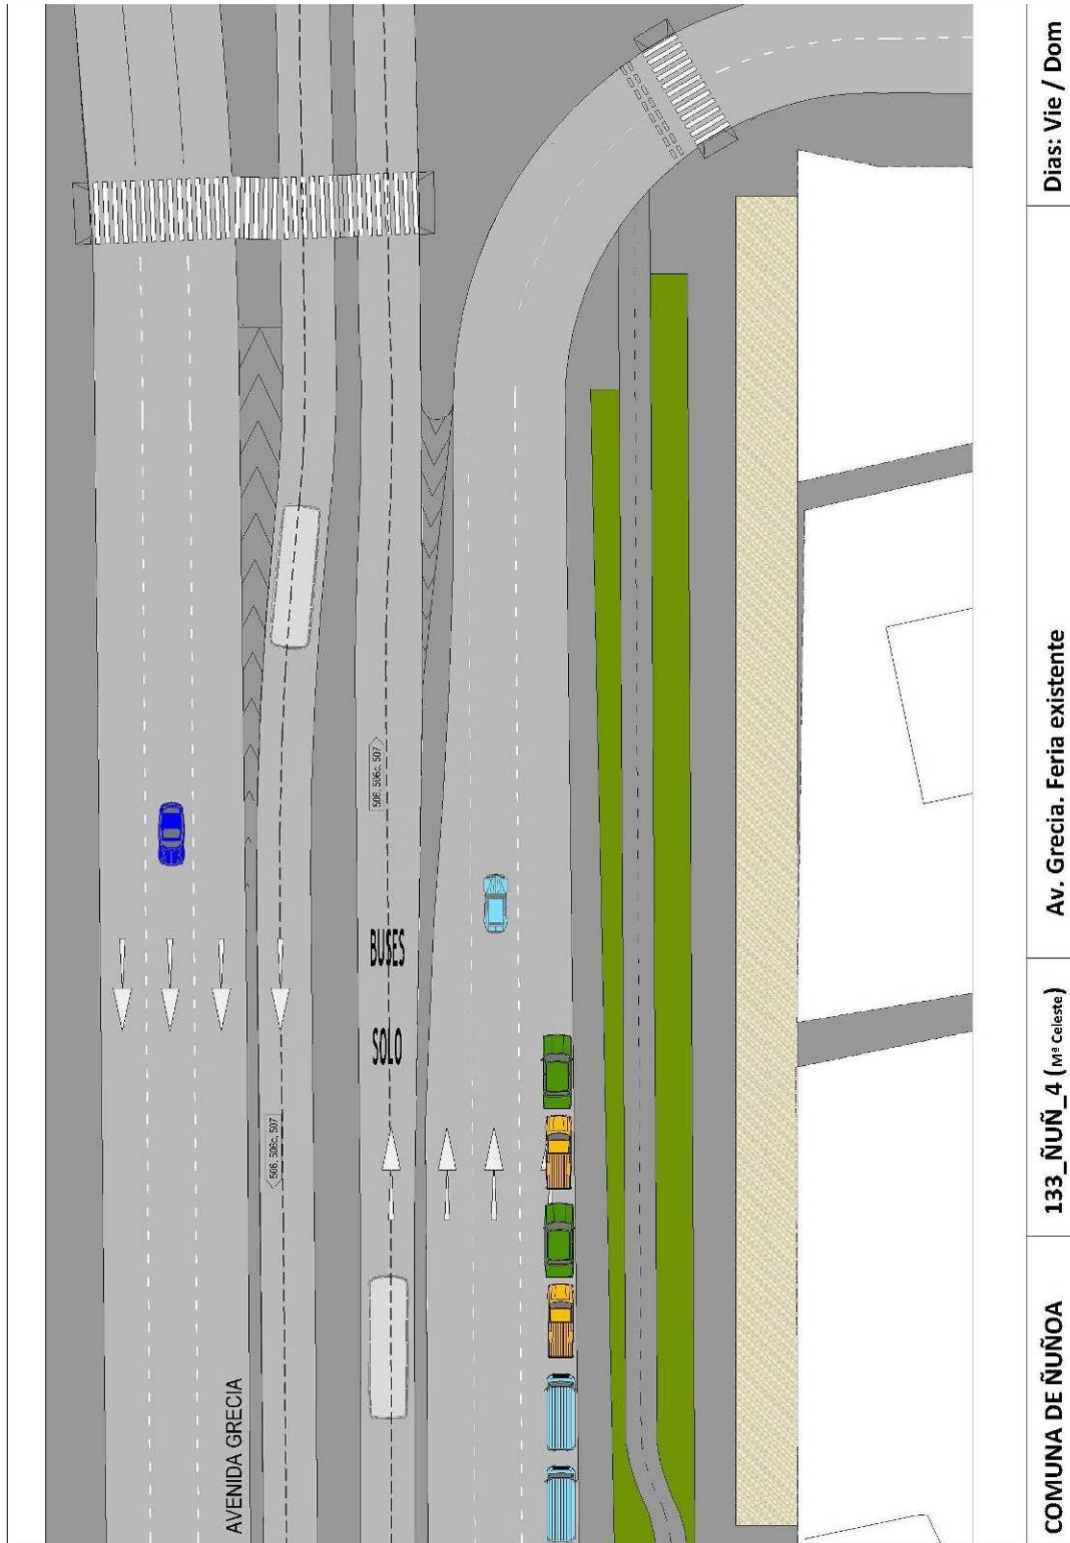 AVENIDA GRECIA
506, 506c, 507
SOLO BUSES
506, 506c, 507
COMUNA DE ÑUÑOA
133_ÑUÑ_4 (Mª Celeste)
Av. Grecia. Feria existente
Dias: Vie / Dom